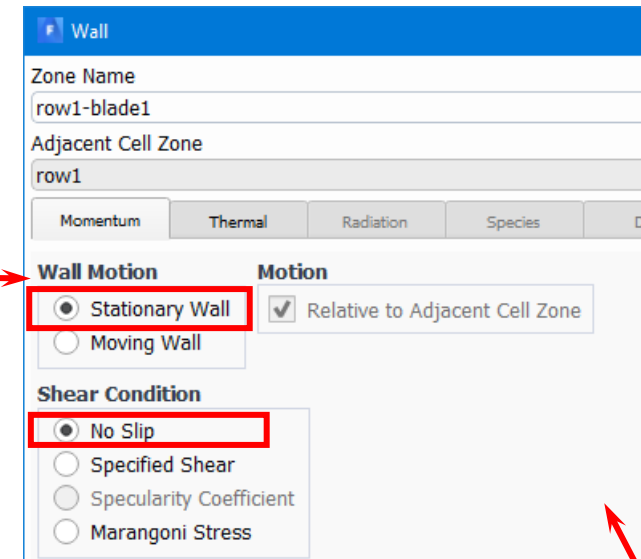 Wall
Zone Name
row1-blade1
Adjacent Cell Zone
row1
Momentum Thermal Radiation Species D
Wall Motion Motion
Stationary Wall Relative to Adjacent Cell Zone
Moving Wall
Shear Condition
No Slip
Specified Shear
Specularity Coefficient
Marangoni Stress